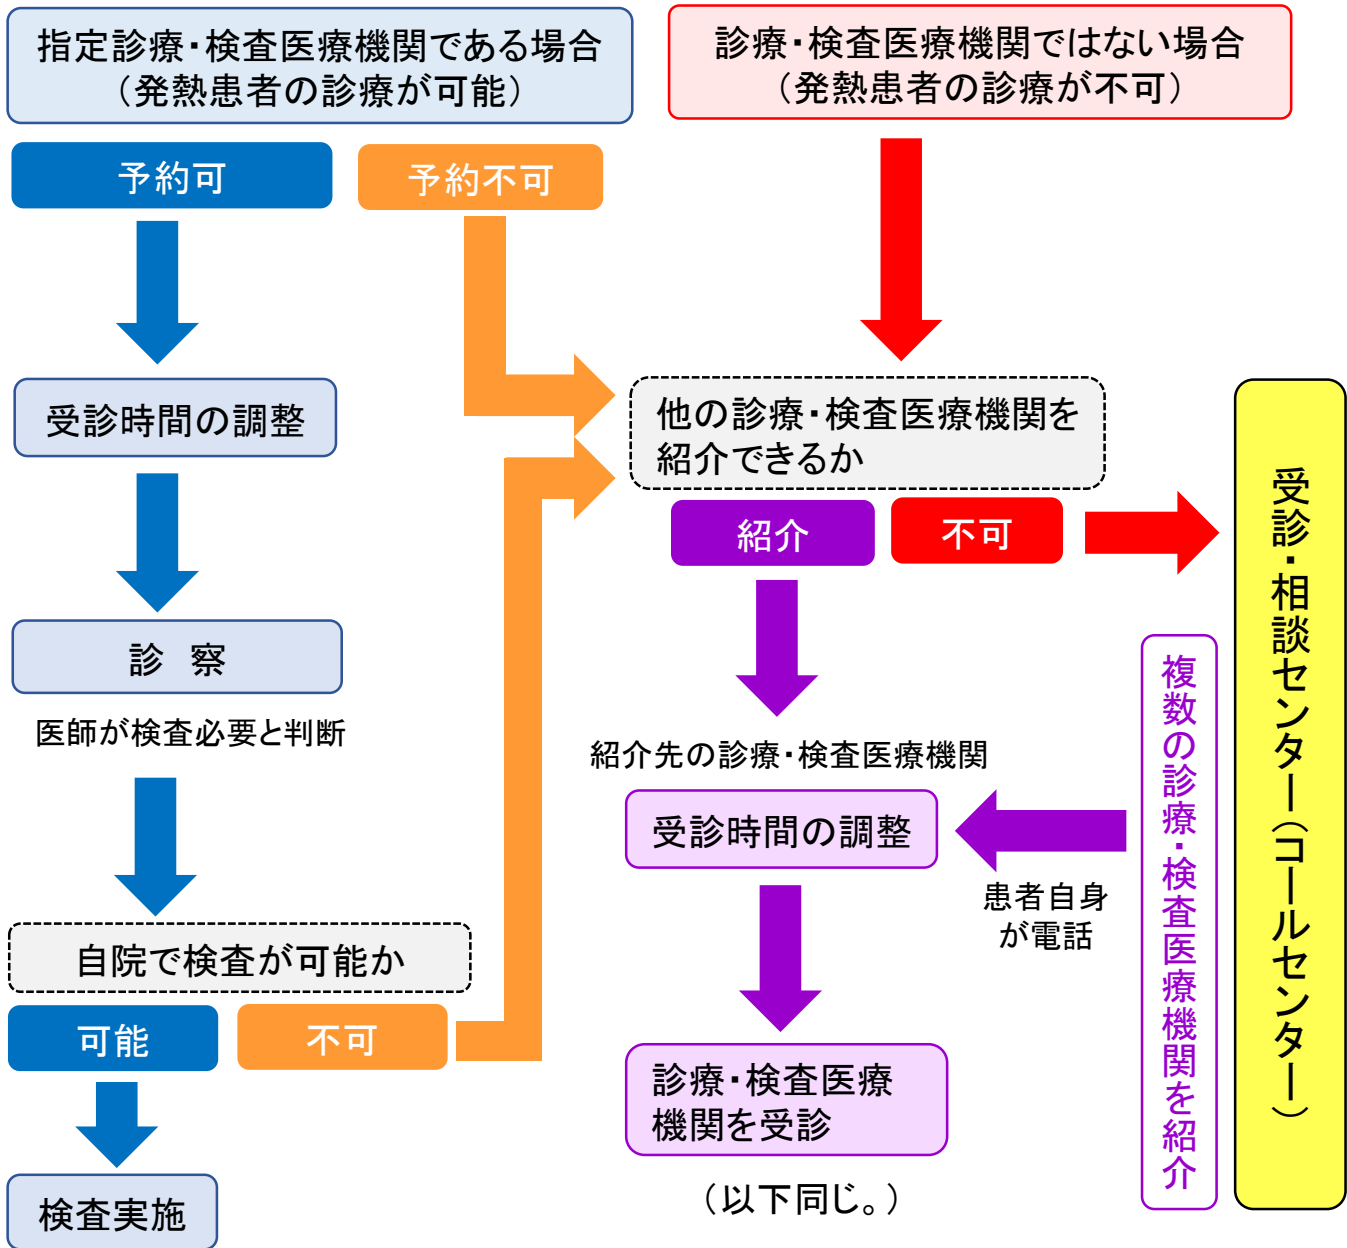 指定診療・検査医療機関である場合
（発熱患者の診療が可能）
診療・検査医療機関ではない場合
（発熱患者の診療が不可）
予約可
予約不可
受診時間の調整
診　察
医師が検査必要と判断
自院で検査が可能か
可能
不可
検査実施
他の診療・検査医療機関を
紹介できるか
紹介
不可
紹介先の診療・検査医療機関
受診時間の調整
患者自身
が電話
診療・検査医療
機関を受診
（以下同じ。）
複数の診療・検査医療機関を紹介
受診・相談センター（コールセンター）